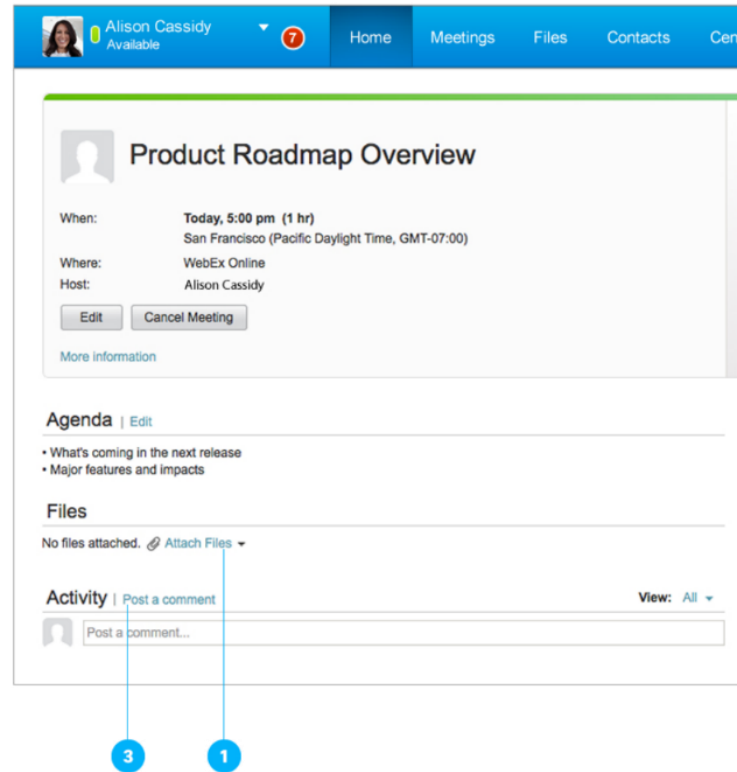 Alison Cassidy
Available
7
Home Meetings Files Contacts Cen
Product Roadmap Overview
When: Today, 5:00 pm (1 hr)
San Francisco (Pacific Daylight Time, GMT-07:00)
Where: WebEx Online
Host: Alison Cassidy
Edit Cancel Meeting
More information
Agenda | Edit
• What's coming in the next release
• Major features and impacts
Files
No files attached. Attach Files
Activity | Post a comment View: All
Post a comment...
3 1